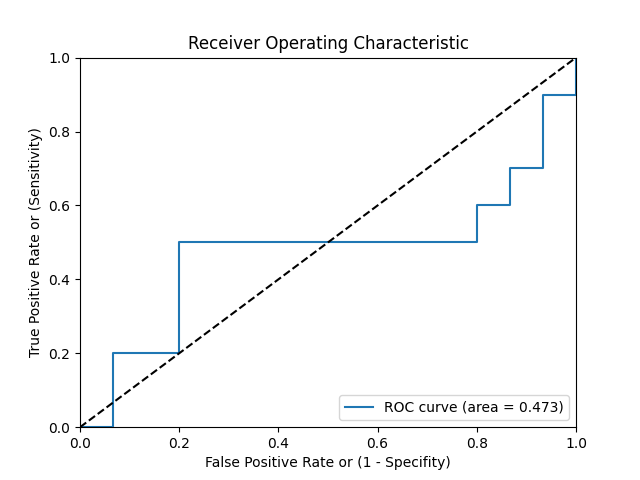 Receiver Operating Characteristic
True Positive Rate or (Sensitivity)
1.0
0.8
0.6
0.4
0.2
0.0
ROC curve (area = 0.473)
0.0 0.2 0.4 0.6 0.8 1.0
False Positive Rate or (1 - Specifity)